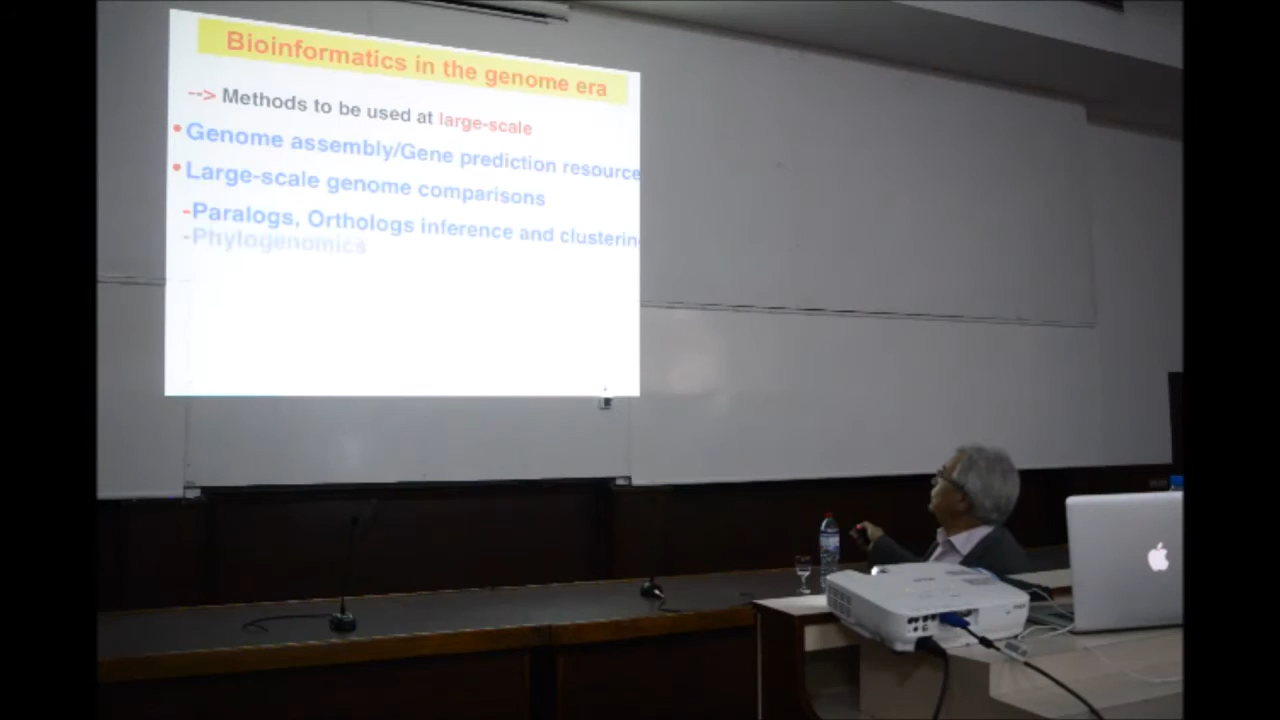 Bioinformatics in the genome era
--> Methods to be used at large-scale
•Genome assembly/Gene prediction resource
•Large-scale genome comparisons
-Paralogs, Orthologs inference and clusterin
-Phylogenomics